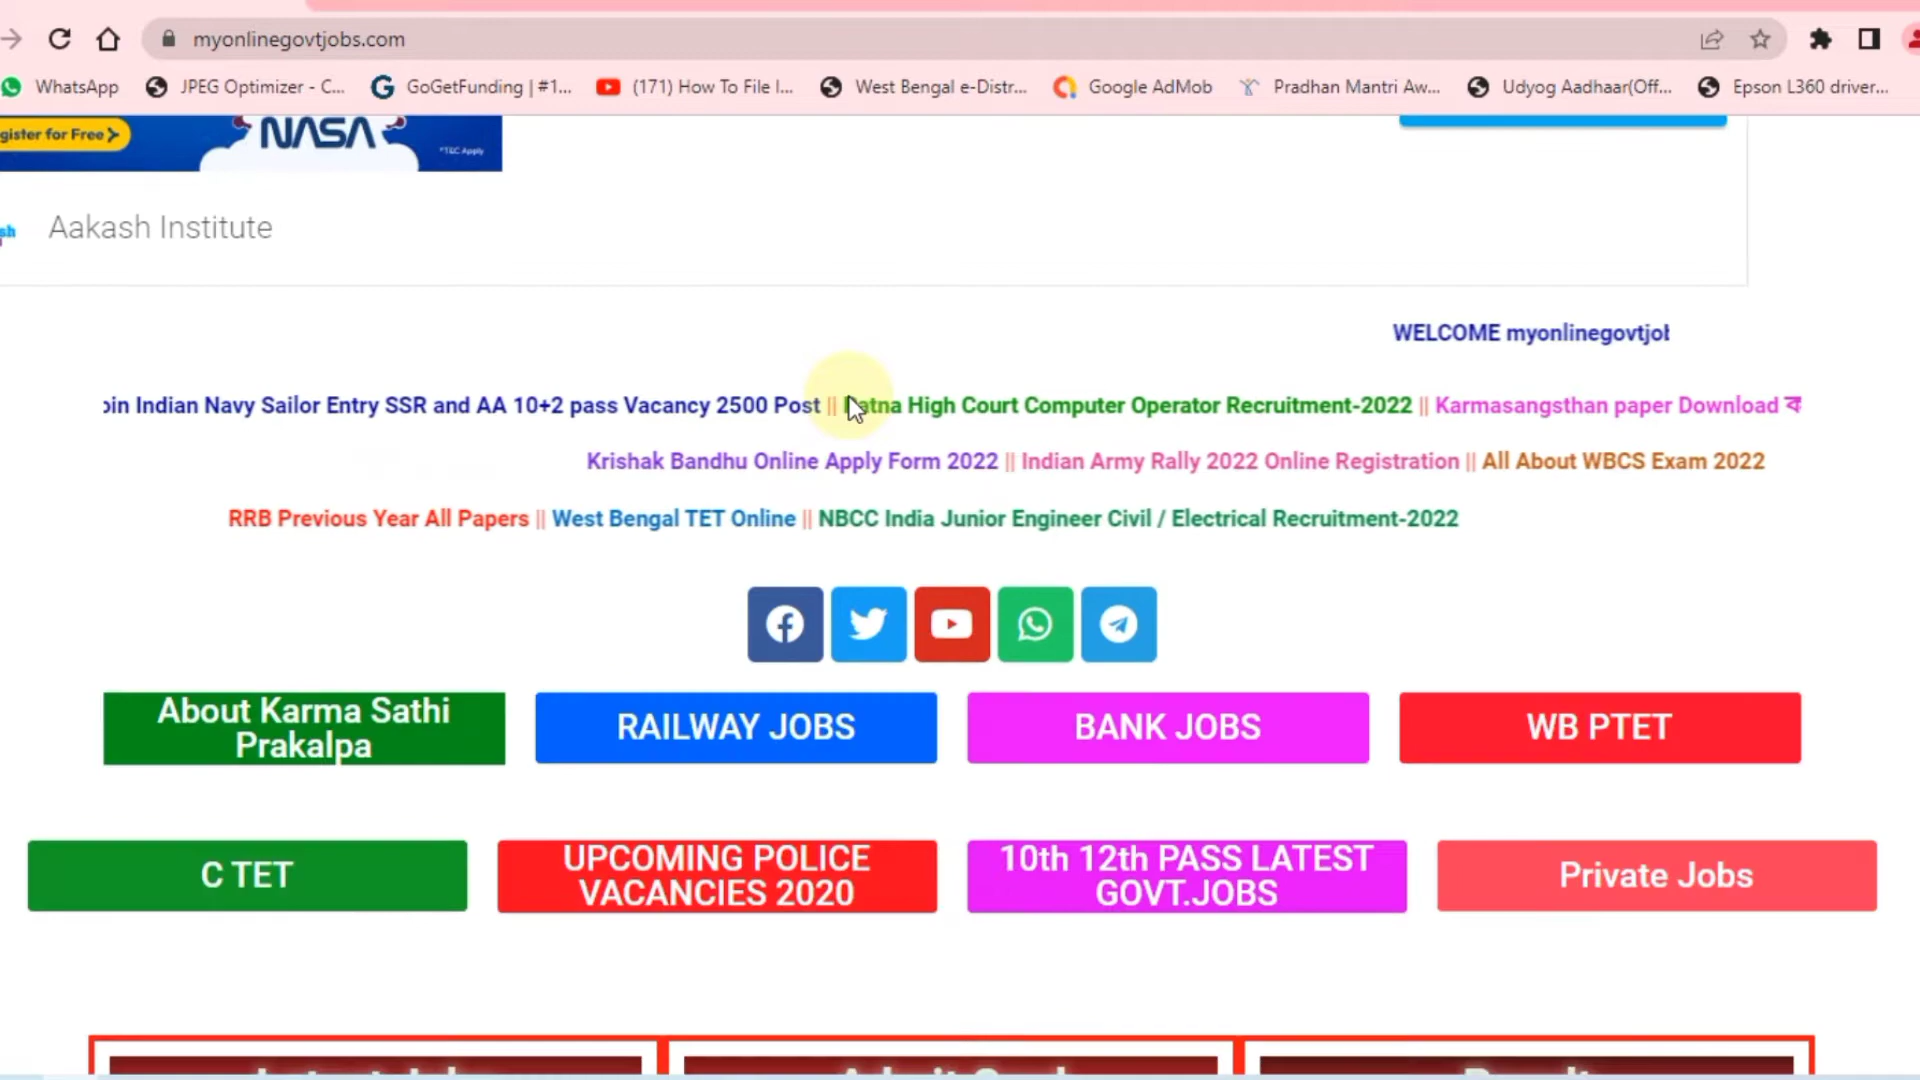 myonlinegovtjobs.com
WhatsApp JPEG Optimizer - C... GoGetFunding | #1... (171) How To File I... West Bengal e-Distr... Google AdMob Pradhan Mantri Aw... Udyog Aadhaar(Off... Epson L360 driver...
gister for Free > NASA *T&C Apply
sh Aakash Institute
WELCOME myonlinegovtjob
oin Indian Navy Sailor Entry SSR and AA 10+2 pass Vacancy 2500 Post || Patna High Court Computer Operator Recruitment-2022 || Karmasangsthan paper Download
Krishak Bandhu Online Apply Form 2022 || Indian Army Rally 2022 Online Registration || All About WBCS Exam 2022
RRB Previous Year All Papers || West Bengal TET Online || NBCC India Junior Engineer Civil / Electrical Recruitment-2022
About Karma Sathi
Prakalpa
RAILWAY JOBS
BANK JOBS
WB PTET
C TET
UPCOMING POLICE
VACANCIES 2020
10th 12th PASS LATEST
GOVT.JOBS
Private Jobs